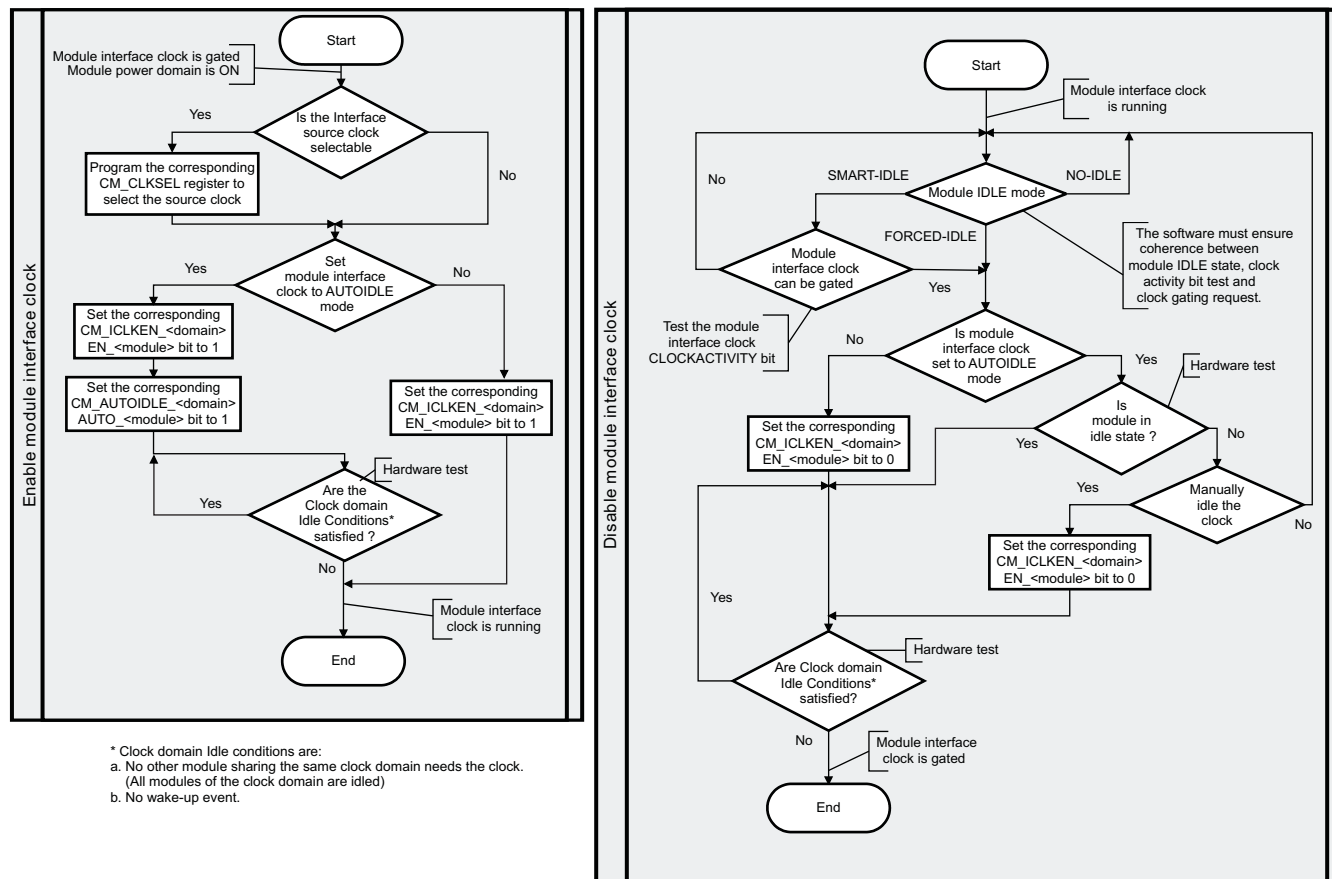 Enable module interface clock
Start
Module interface clock is gated
Module power domain is ON
Is the Interface
source clock
selectable
Yes
No
Program the corresponding
CM_CLKSEL register to
select the source clock
Set
module interface
clock to AUTOIDLE
mode
Yes
No
Set the corresponding
CM_ICLKEN_<domain>
EN_<module> bit to 1
Set the corresponding
CM_AUTOIDLE_<domain>
AUTO_<module> bit to 1
Set the corresponding
CM_ICLKEN_<domain>
EN_<module> bit to 1
Hardware test
Are the
Clock domain
Idle Conditions*
satisfied ?
Yes
No
Module interface
clock is running
End
* Clock domain Idle conditions are:
a. No other module sharing the same clock domain needs the clock.
(All modules of the clock domain are idled)
b. No wake-up event.
Disable module interface clock
Start
Module interface clock
is running
Module IDLE mode
SMART-IDLE
NO-IDLE
FORCED-IDLE
No
Module
interface clock
can be gated
Yes
The software must ensure
coherence between
module IDLE state, clock
activity bit test and
clock gating request.
Test the module
interface clock
CLOCKACTIVITY bit
Is module
interface clock
set to AUTOIDLE
mode
No
Yes
Hardware test
Set the corresponding
CM_ICLKEN_<domain>
EN_<module> bit to 0
Is
module in
idle state ?
Yes
No
Manually
idle the
clock
Yes
No
Set the corresponding
CM_ICLKEN_<domain>
EN_<module> bit to 0
Yes
Hardware test
Are Clock domain
Idle Conditions*
satisfied?
No
Module interface
clock is gated
End